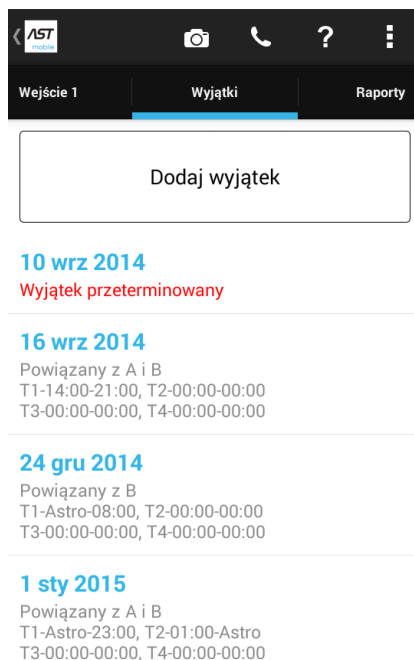 AST
mobile
?
Wejście 1
Wyjątki
Raporty
Dodaj wyjątek
10 wrz 2014
Wyjątek przeterminowany
16 wrz 2014
Powiązany z A i B
T1-14:00-21:00, T2-00:00-00:00
T3-00:00-00:00, T4-00:00-00:00
24 gru 2014
Powiązany z B
T1-Astro-08:00, T2-00:00-00:00
T3-00:00-00:00, T4-00:00-00:00
1 sty 2015
Powiązany z A i B
T1-Astro-23:00, T2-01:00-Astro
T3-00:00-00:00, T4-00:00-00:00